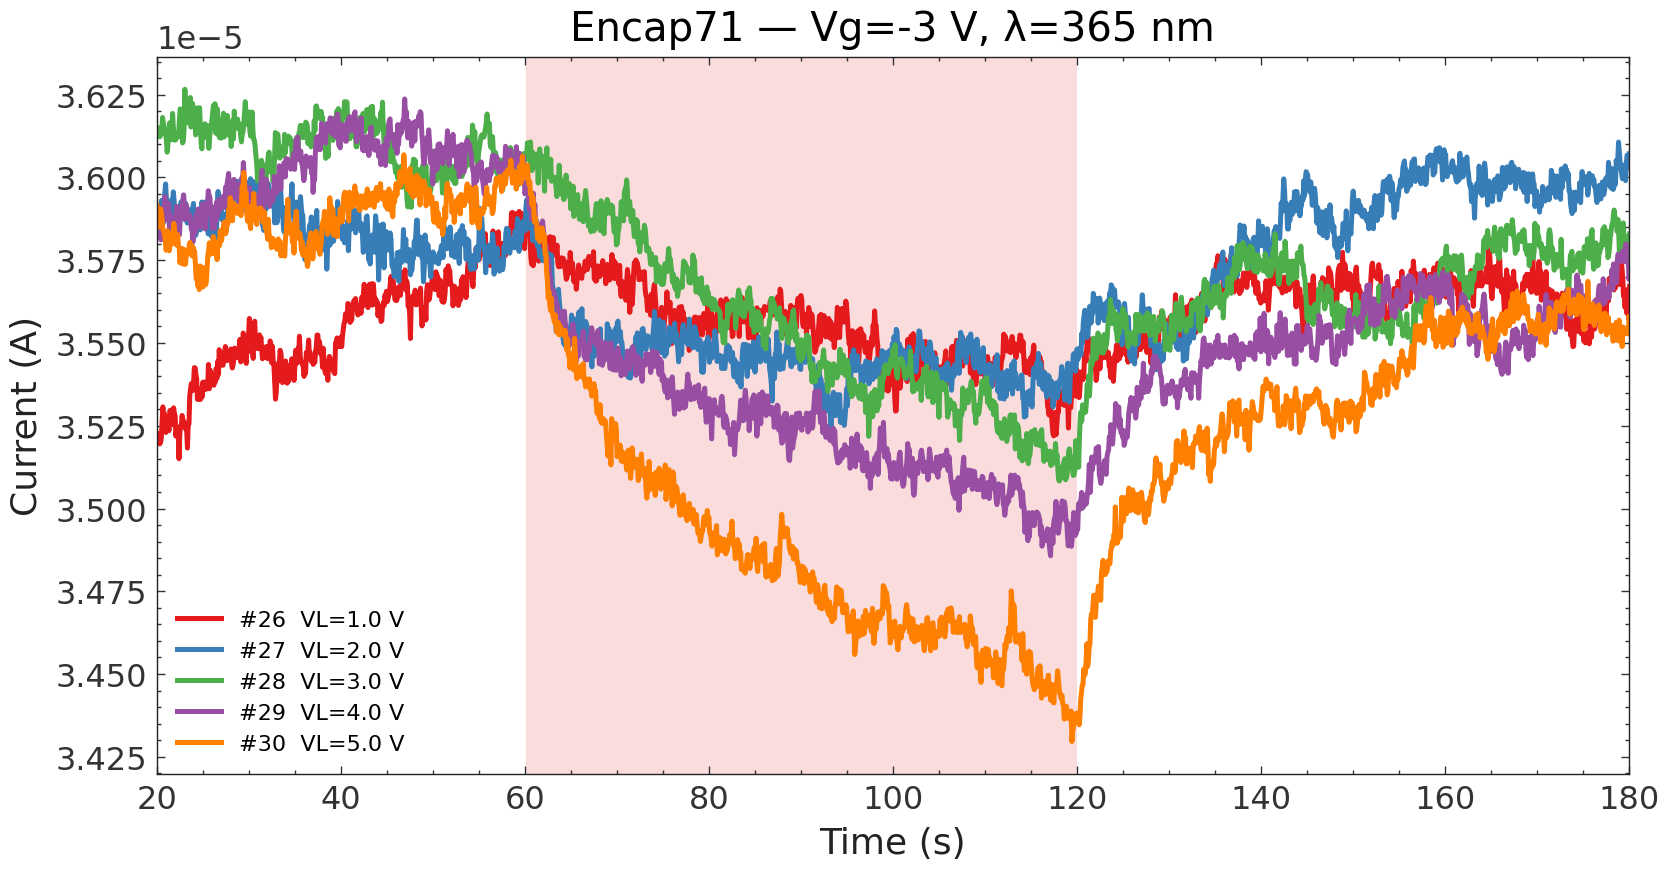 Encap71 — Vg=-3 V, λ=365 nm
1e−5
3.625
3.600
3.575
3.550
3.525
3.500
3.475
3.450
3.425
Current (A)
#26  VL=1.0 V
#27  VL=2.0 V
#28  VL=3.0 V
#29  VL=4.0 V
#30  VL=5.0 V
20 40 60 80 100 120 140 160 180
Time (s)